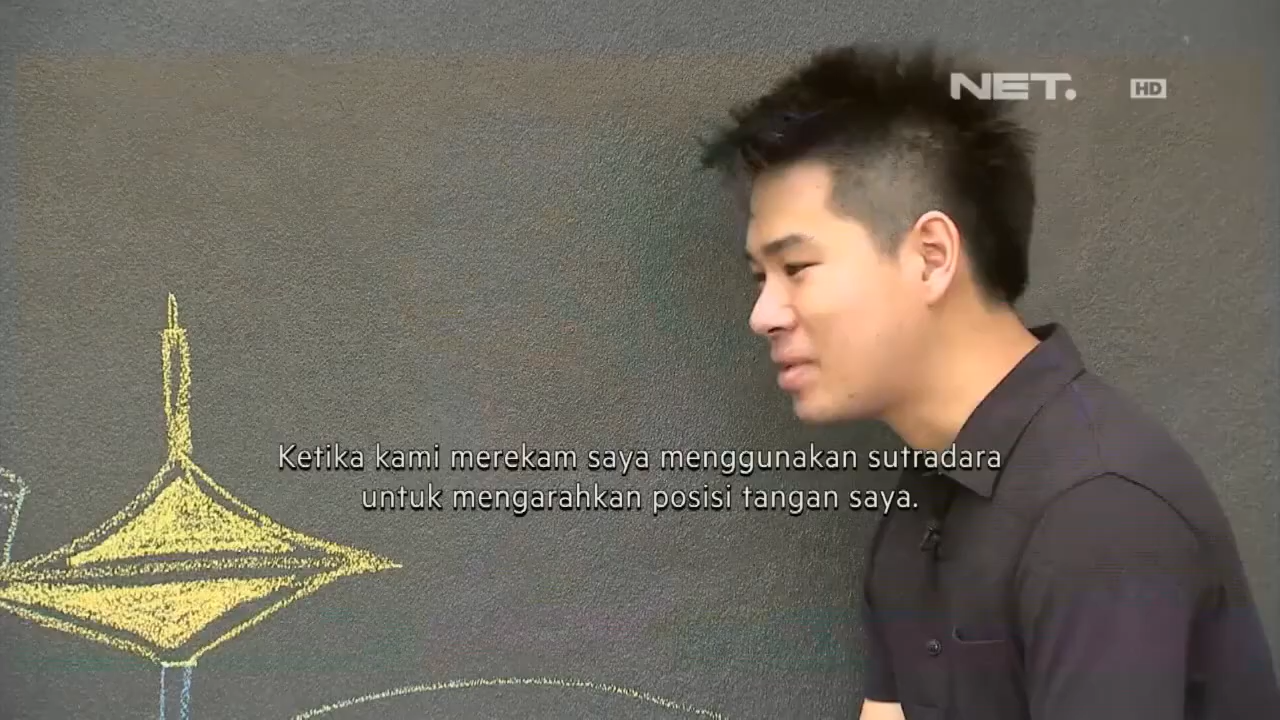 NET.
HD
Ketika kami merekam saya menggunakan sutradara
untuk mengarahkan posisi tangan saya.